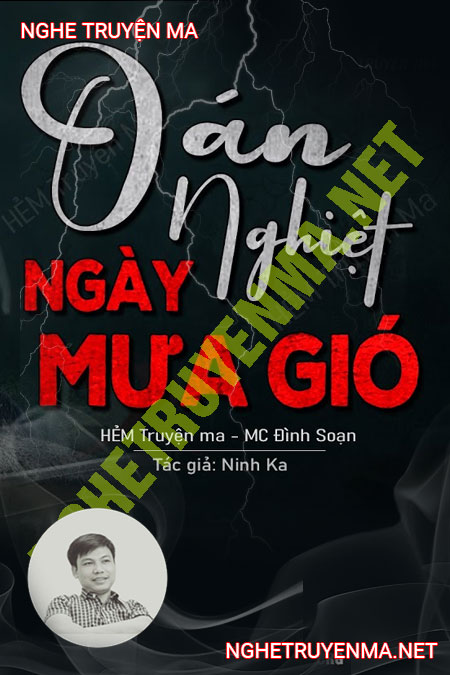 NGHE TRUYỆN MA
Oán
Nghiệt
NGÀY
MƯA GIÓ
NGHETRUYENMA.NET
HẺM Truyện ma - MC Đình Soạn
Tác giả: Ninh Ka
NGHETRUYENMA.NET